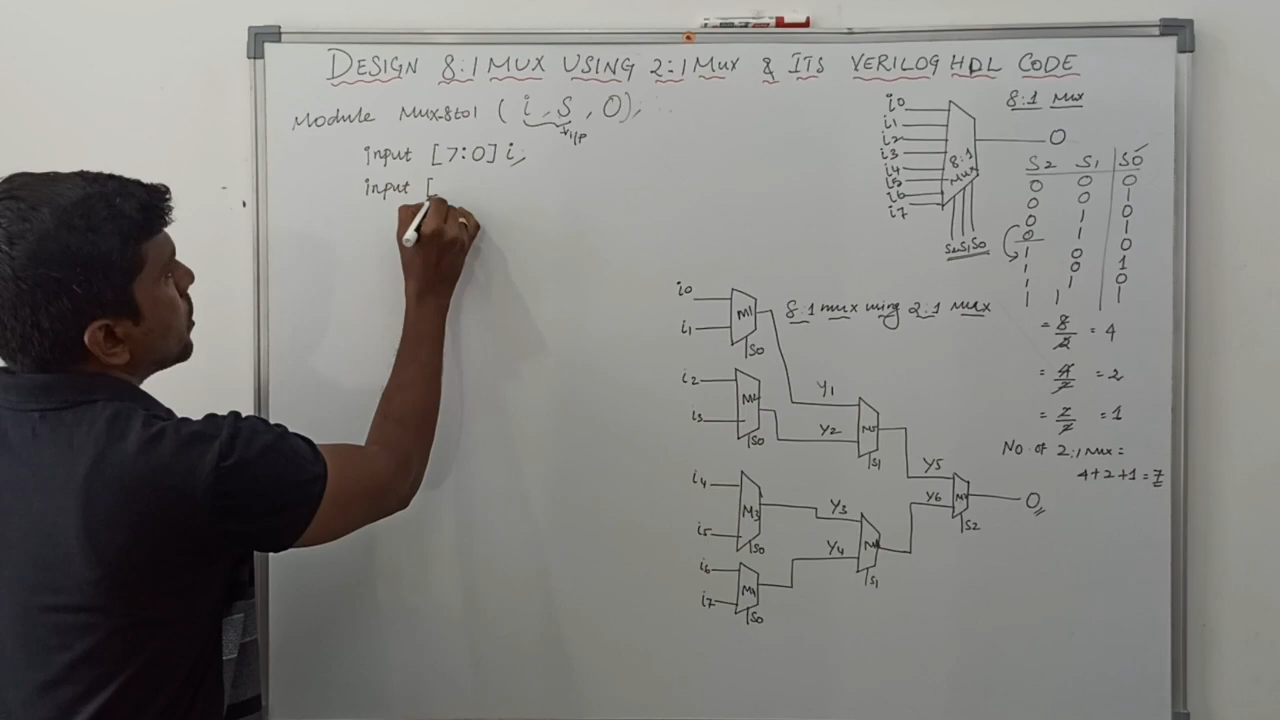 DESIGN 8:1 MUX USING 2:1 MUX & ITS VERILOG HDL CODE
Module Mux8to1 ( i , S , O );
i/p
input [7:0] i;
input [
8:1 Mux
i0
i1
i2
i3
i4
i5
i6
i7
8:1
MUX
O
S2 S1 S0
S2 S1 S0
0 0 0
0 0 1
0 1 0
0 1 1
1 0 0
1 0 1
1 1 0
1 1 1
8:1 mux using 2:1 Mux
i0
i1
M1
S0
i2
i3
M2
S0
i4
i5
M3
S0
i6
i7
M4
S0
Y1
Y2
M5
S1
Y3
Y4
S1
Y5
Y6
S2
O
= 8/2 = 4
= 4/2 = 2
= 2/2 = 1
No of 2:1 Mux =
4+2+1 = 7